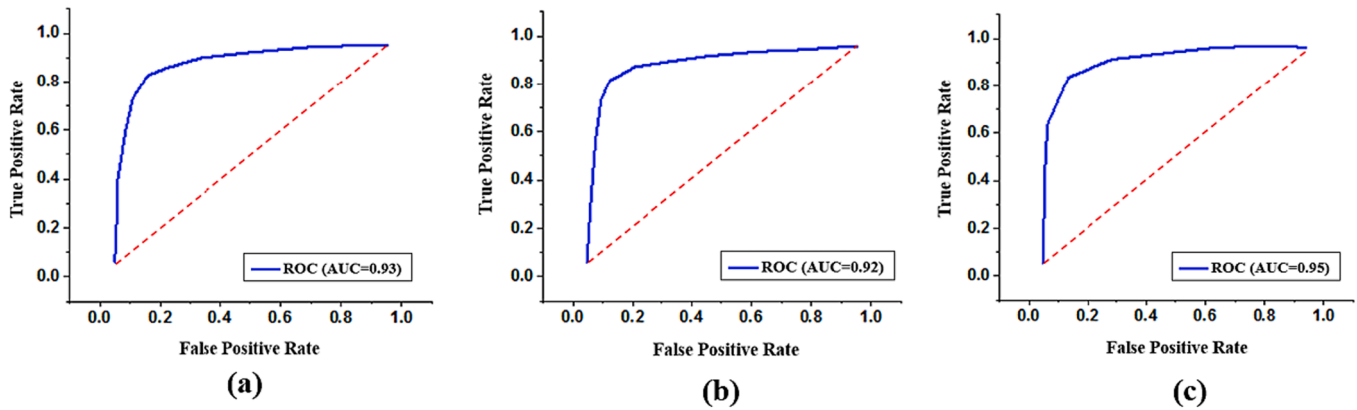 True Positive Rate
1.0
0.8
0.6
0.4
0.2
0.0
ROC (AUC=0.93)
0.0 0.2 0.4 0.6 0.8 1.0
False Positive Rate
(a)
True Positive Rate
1.0
0.8
0.6
0.4
0.2
0.0
ROC (AUC=0.92)
0.0 0.2 0.4 0.6 0.8 1.0
False Positive Rate
(b)
True Positive Rate
1.0
0.8
0.6
0.4
0.2
0.0
ROC (AUC=0.95)
0.0 0.2 0.4 0.6 0.8 1.0
False Positive Rate
(c)